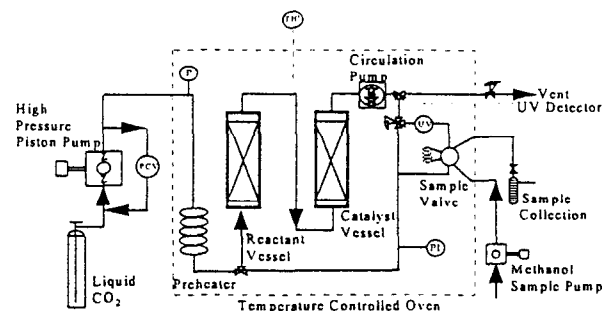 TIC
P
Circulation
Pump
High
Pressure
Piston Pump
PCV
Vent
UV Detector
UV
Sample
Valve
Sample
Collection
Catalyst
Vessel
Reactant
Vessel
PI
Liquid
CO2
Preheater
Methanol
Sample Pump
Temperature Controlled Oven